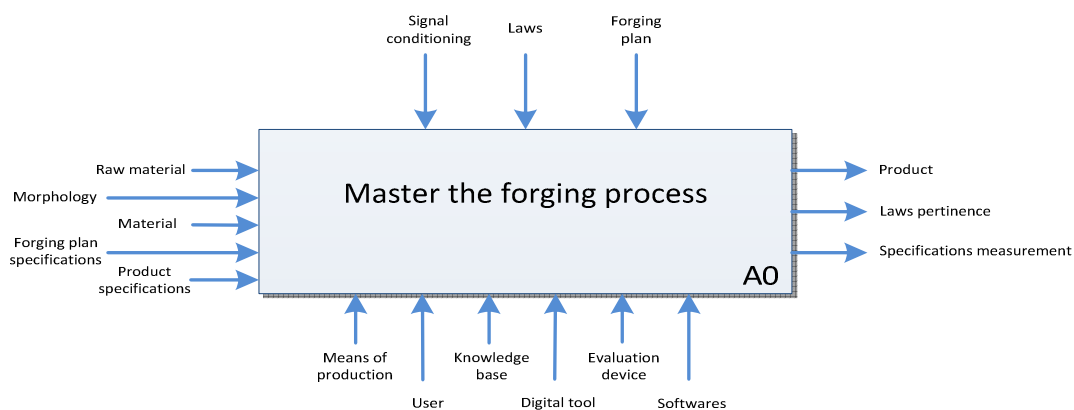 Signal
conditioning
Laws
Forging
plan
Raw material
Morphology
Material
Forging plan
specifications
Product
specifications
Master the forging process
A0
Product
Laws pertinence
Specifications measurement
Means of
production
User
Knowledge
base
Digital tool
Evaluation
device
Softwares